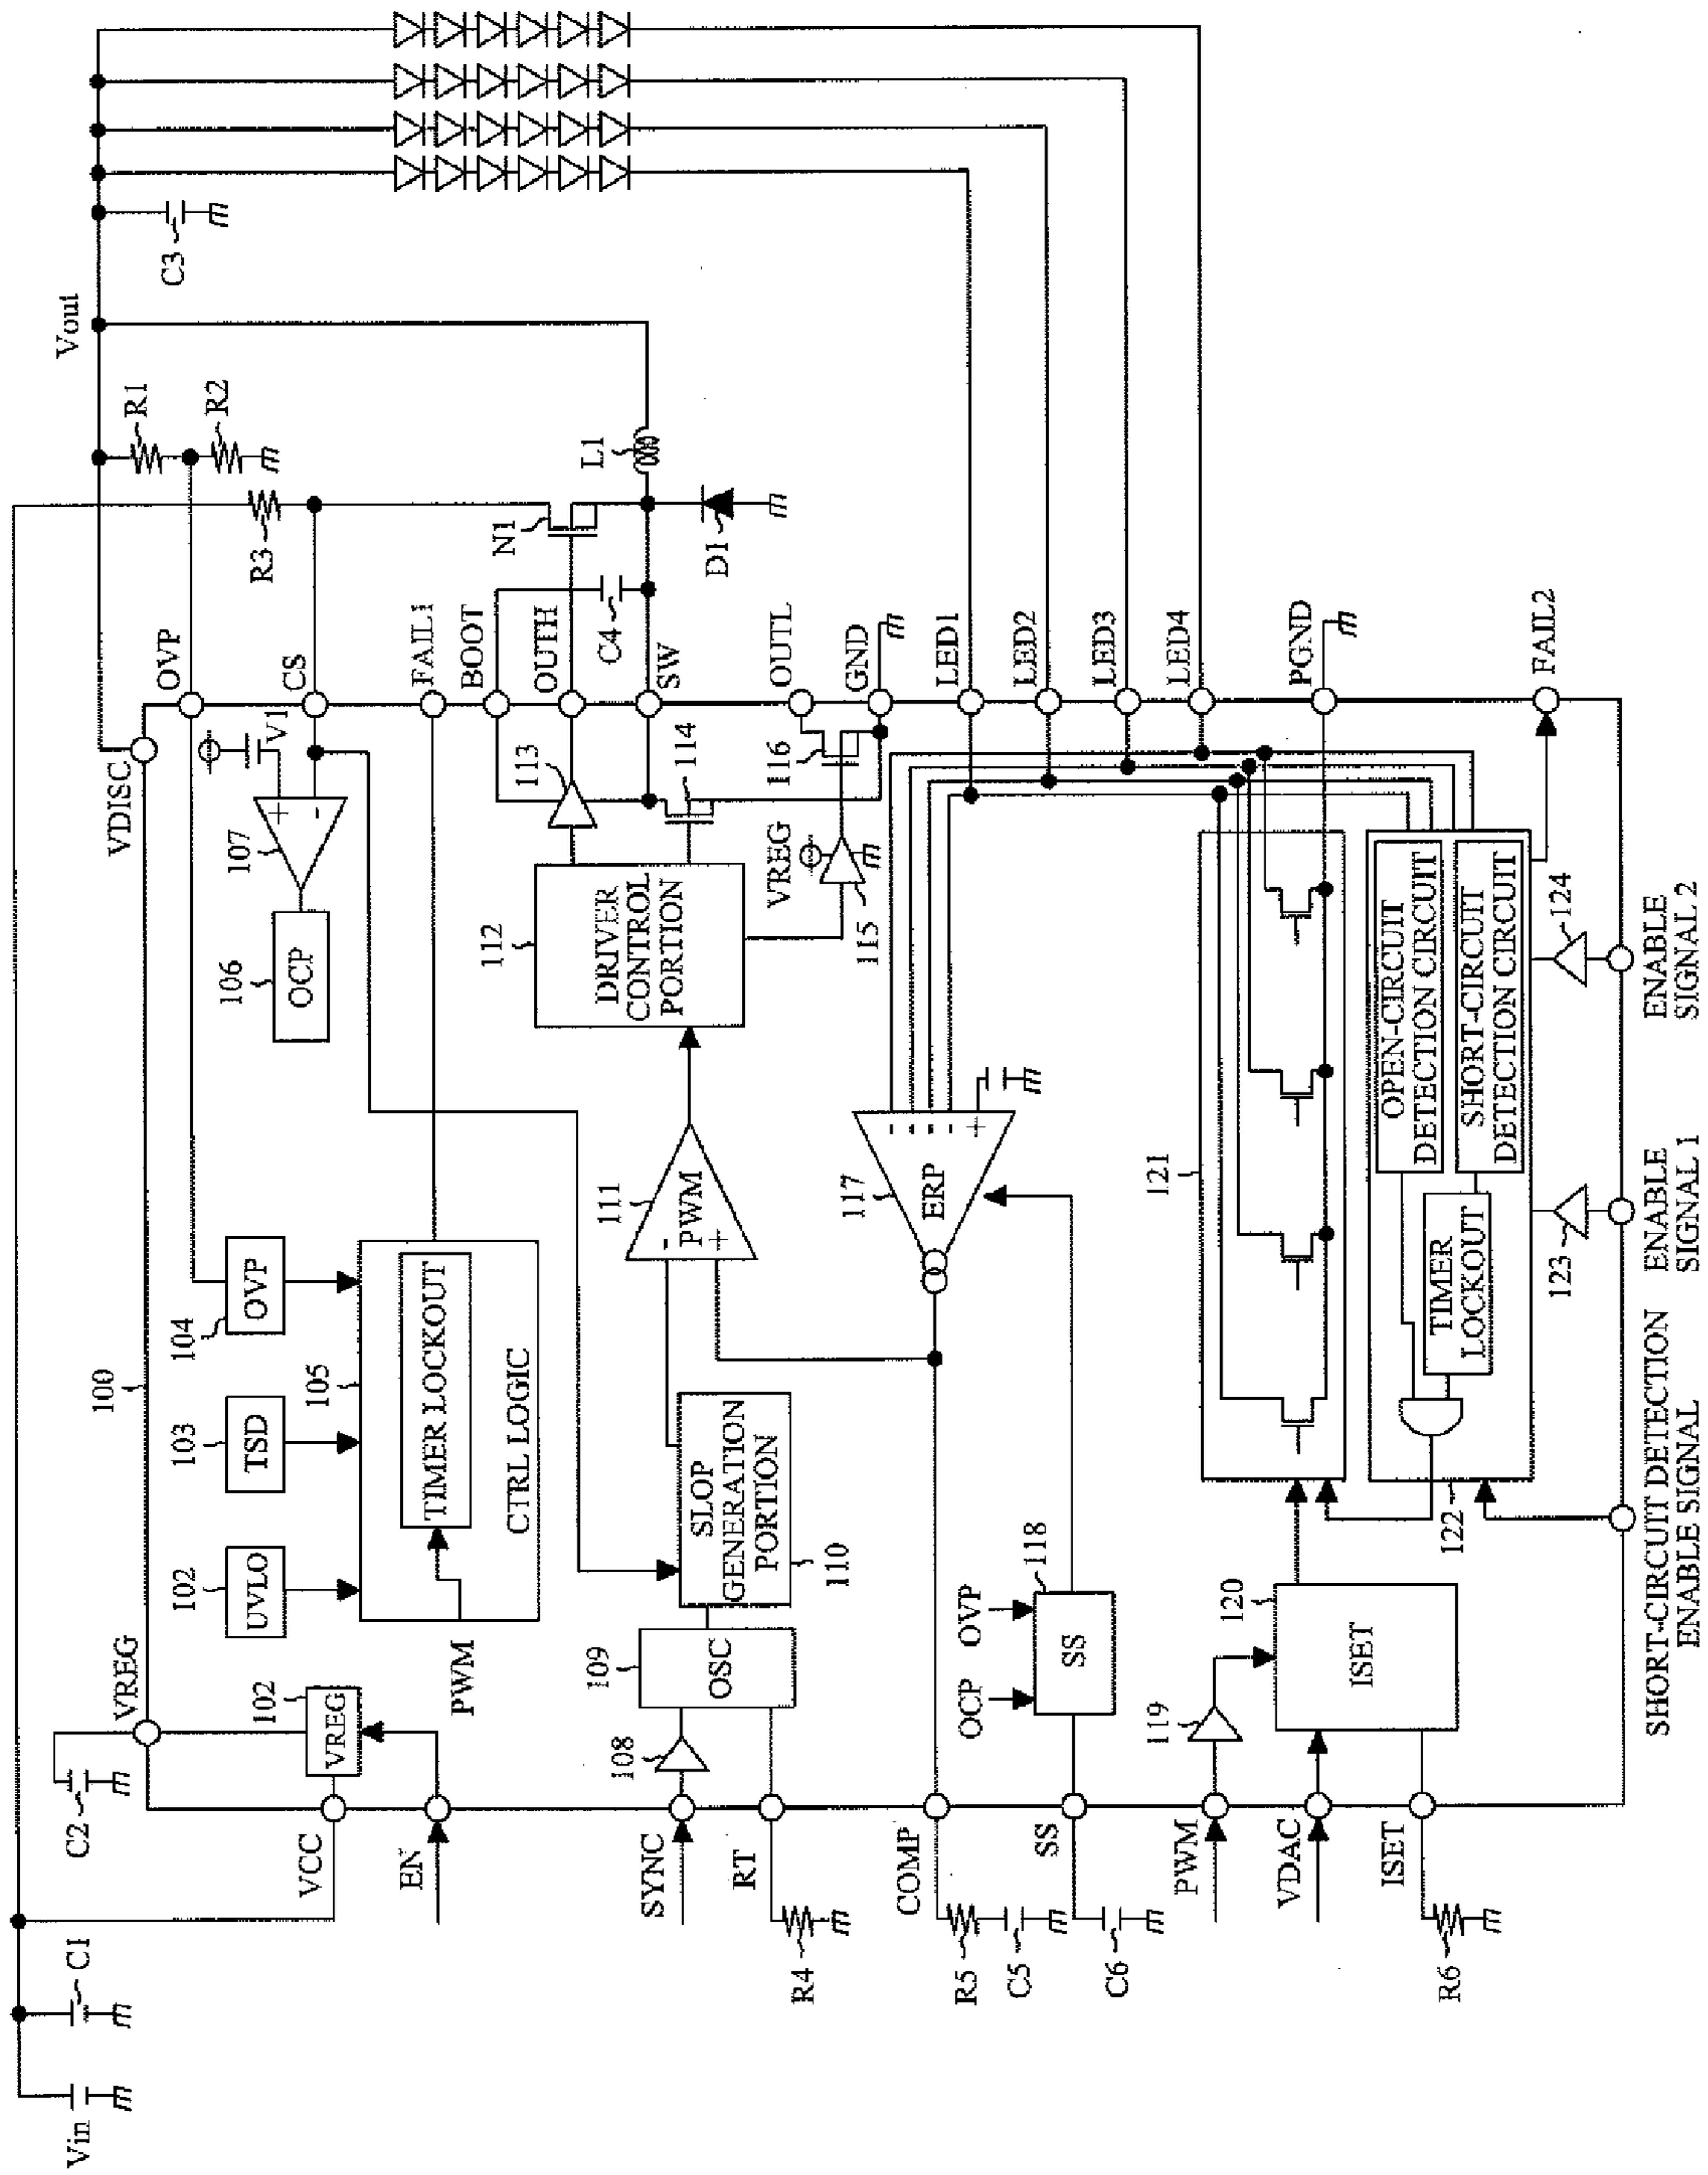 Vin
C1
C2
VREG
100
VDISC
Vout
VCC
EN
VREG
102
UVLO
102
TSD
103
OVP
104
105
TIMER LOCKOUT
CTRL LOGIC
PWM
OCP
106
107
+
-
V1
OVP
CS
R1
R2
R3
C3
FAIL1
BOOT
OUTH
SW
OUTL
GND
N1
C4
L1
D1
SYNC
RT
R4
108
OSC
109
SLOP
GENERATION
PORTION
110
PWM
-
+
111
DRIVER
CONTROL
PORTION
112
113
114
VREG
115
116
COMP
R5
C5
SS
C6
OCP
OVP
SS
118
ERP
117
-
-
-
-
+
LED1
LED2
LED3
LED4
PGND
FAIL2
PWM
VDAC
ISET
R6
119
ISET
120
121
122
OPEN-CIRCUIT
DETECTION CIRCUIT
SHORT-CIRCUIT
DETECTION CIRCUIT
TIMER
LOCKOUT
123
124
SHORT-CIRCUIT DETECTION
ENABLE SIGNAL
ENABLE
SIGNAL 1
ENABLE
SIGNAL 2